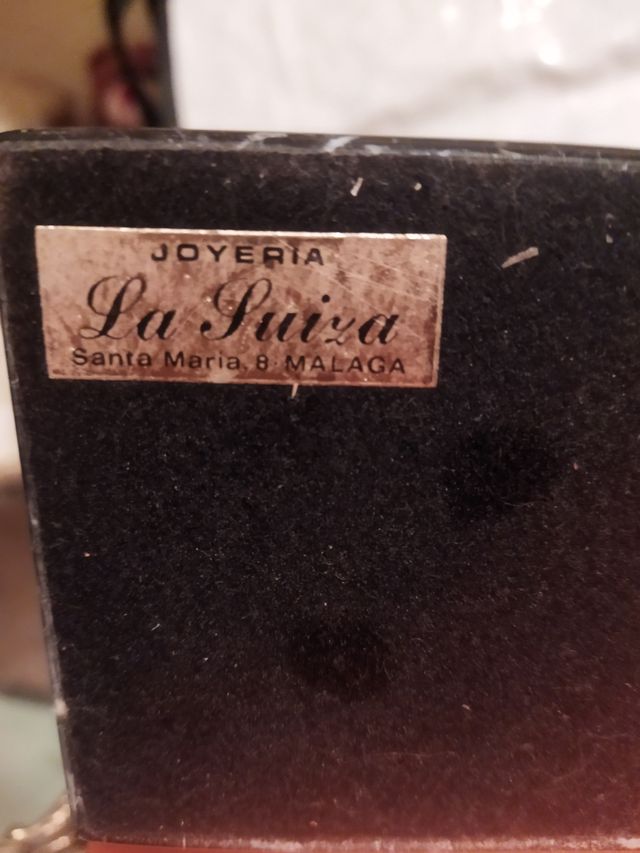 JOYERIA
La Suiza
Santa Maria, 8 · MALAGA